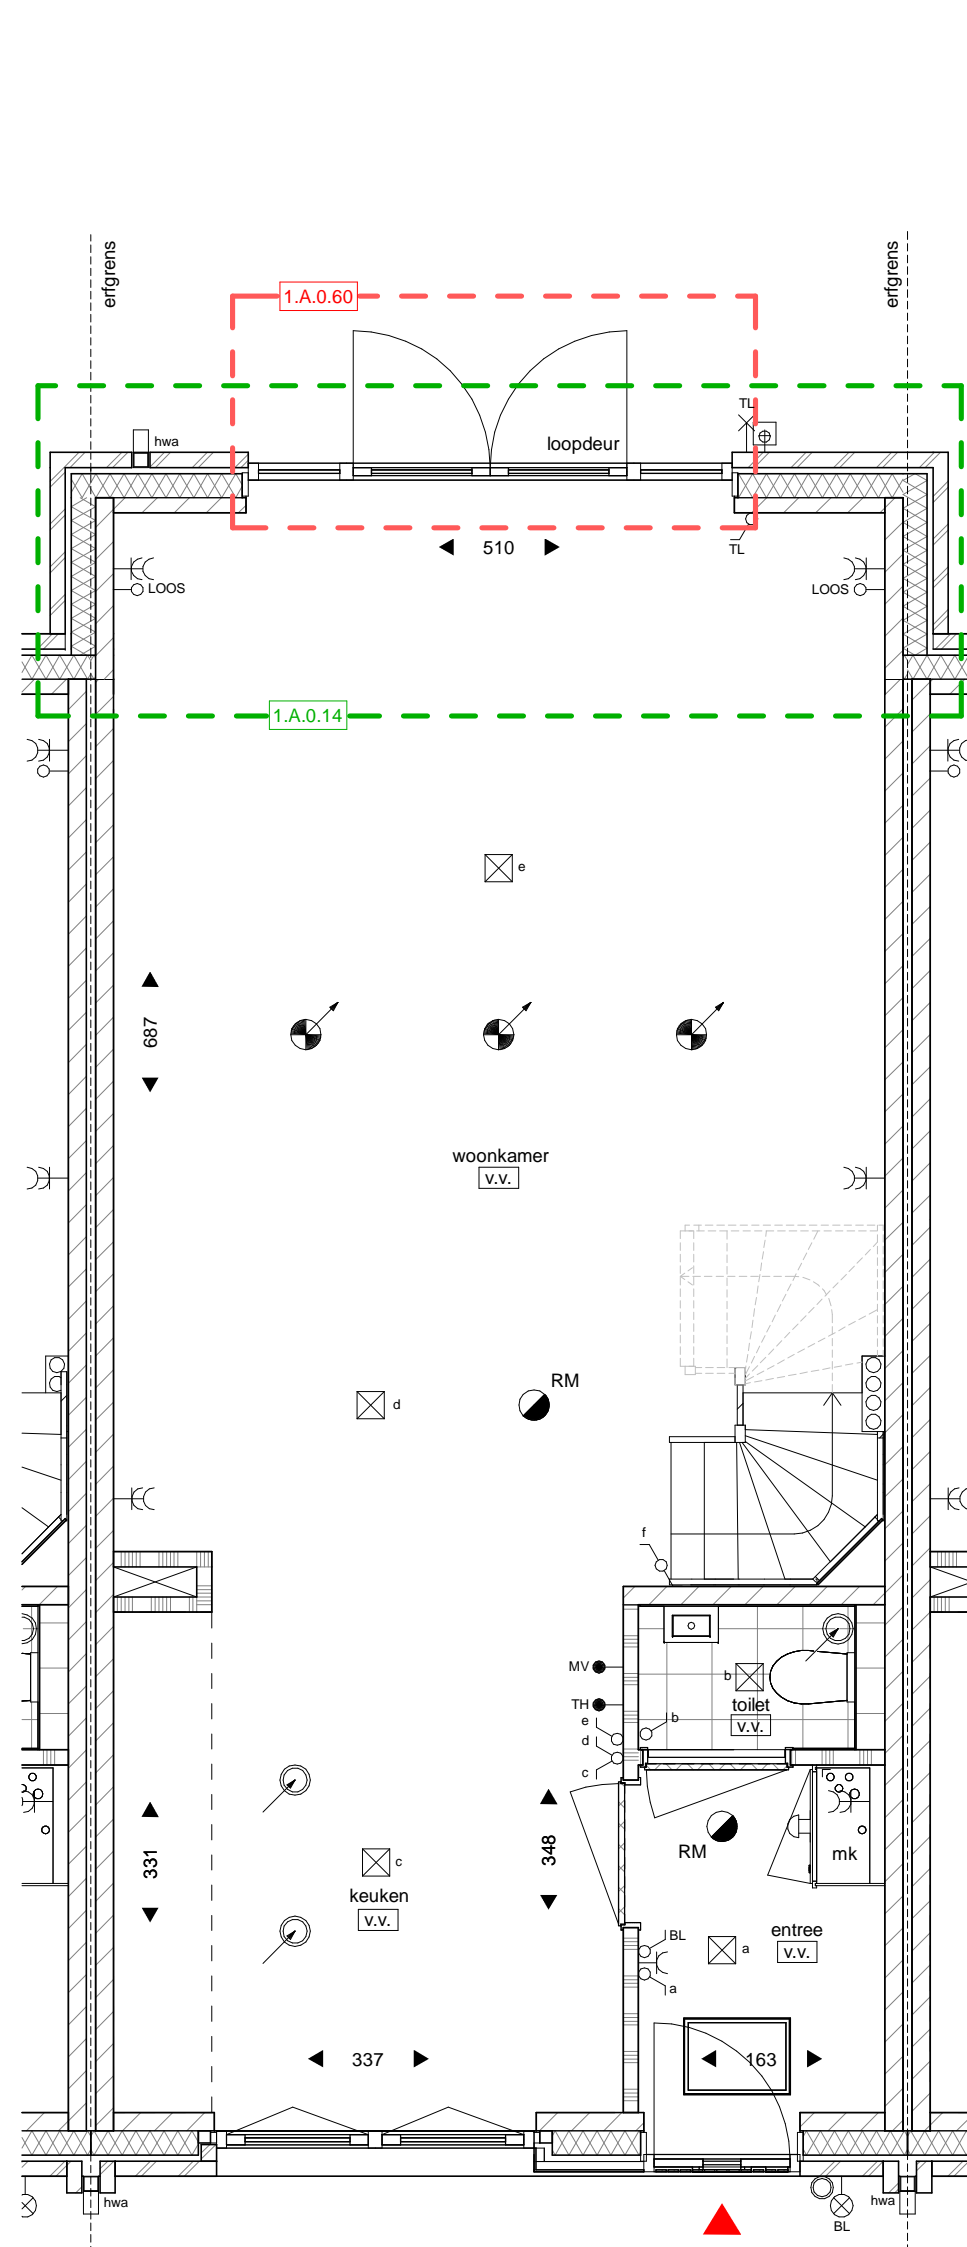 erfgrens
erfgrens
1.A.0.60
TL
hwa
loopdeur
510
TL
LOOS
LOOS
1.A.0.14
e
687
woonkamer
v.v.
RM
d
f
MV
b
TH
toilet
e
b
v.v.
d
c
348
331
RM
mk
c
keuken
v.v.
entree
BL
a
v.v.
a
337
163
hwa
hwa
BL